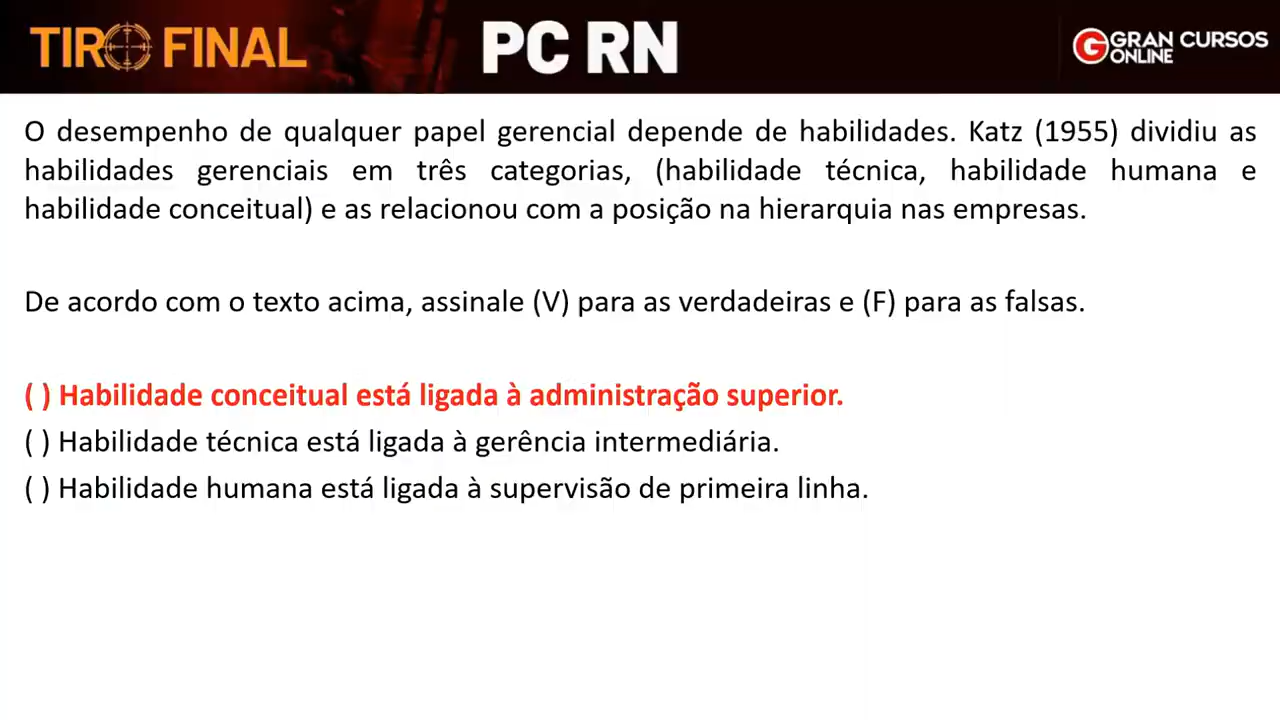 TIRO FINAL
PC RN
GRAN CURSOS
ONLINE
O desempenho de qualquer papel gerencial depende de habilidades. Katz (1955) dividiu as
habilidades gerenciais em três categorias, (habilidade técnica, habilidade humana e
habilidade conceitual) e as relacionou com a posição na hierarquia nas empresas.
De acordo com o texto acima, assinale (V) para as verdadeiras e (F) para as falsas.
( ) Habilidade conceitual está ligada à administração superior.
( ) Habilidade técnica está ligada à gerência intermediária.
( ) Habilidade humana está ligada à supervisão de primeira linha.